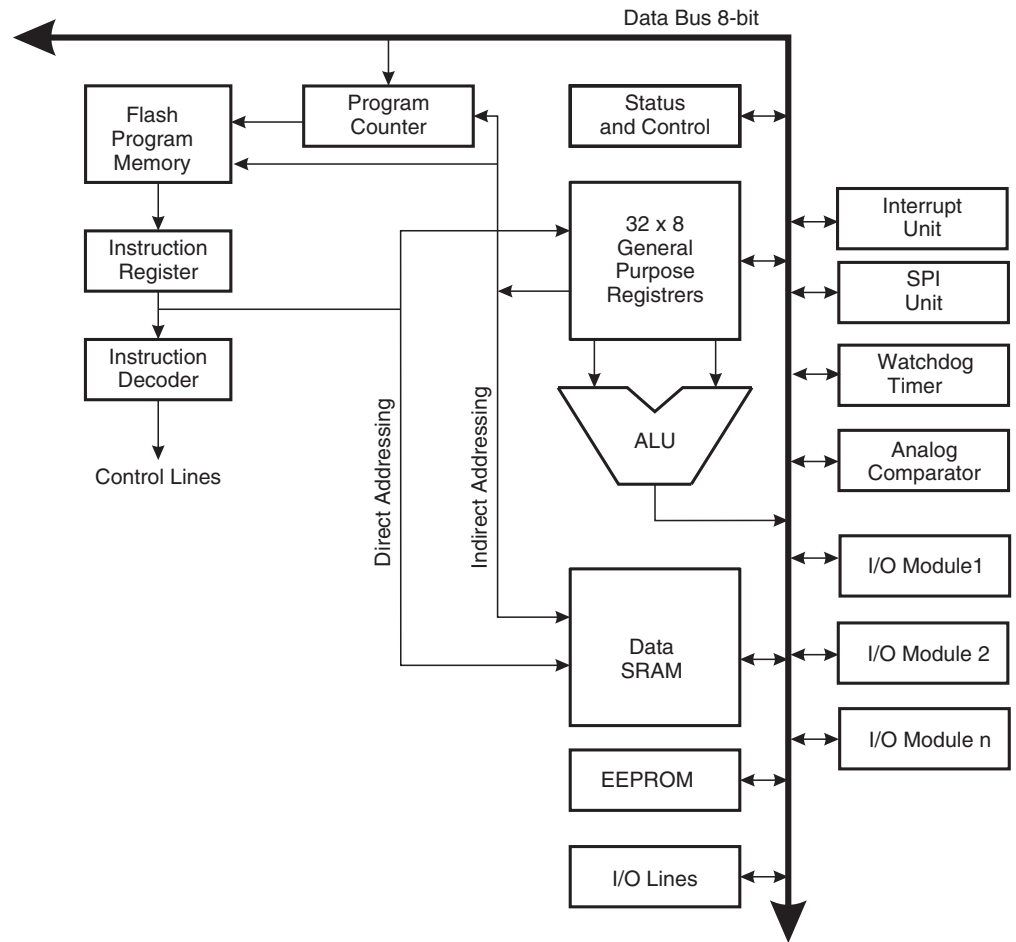 Data Bus 8-bit
Flash
Program
Memory
Program
Counter
Status
and Control
32 x 8
General
Purpose
Registrers
Interrupt
Unit
Instruction
Register
SPI
Unit
Instruction
Decoder
Watchdog
Timer
Control Lines
Direct Addressing
Indirect Addressing
ALU
Analog
Comparator
I/O Module1
Data
SRAM
I/O Module 2
I/O Module n
EEPROM
I/O Lines